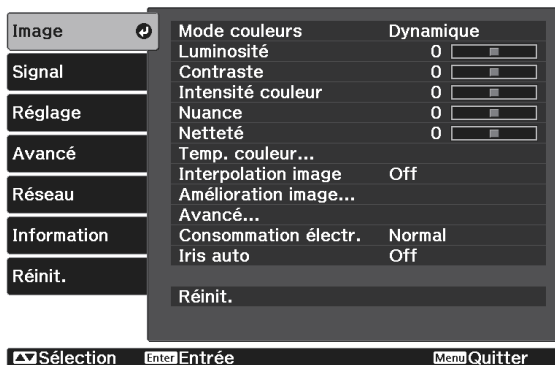 Image
Signal
Réglage
Avancé
Réseau
Information
Réinit.
Mode couleurs Dynamique
Luminosité 0
Contraste 0
Intensité couleur 0
Nuance 0
Netteté 0
Temp. couleur...
Interpolation image Off
Amélioration image...
Avancé...
Consommation électr. Normal
Iris auto Off
Réinit.
Sélection Enter Entrée Menu Quitter